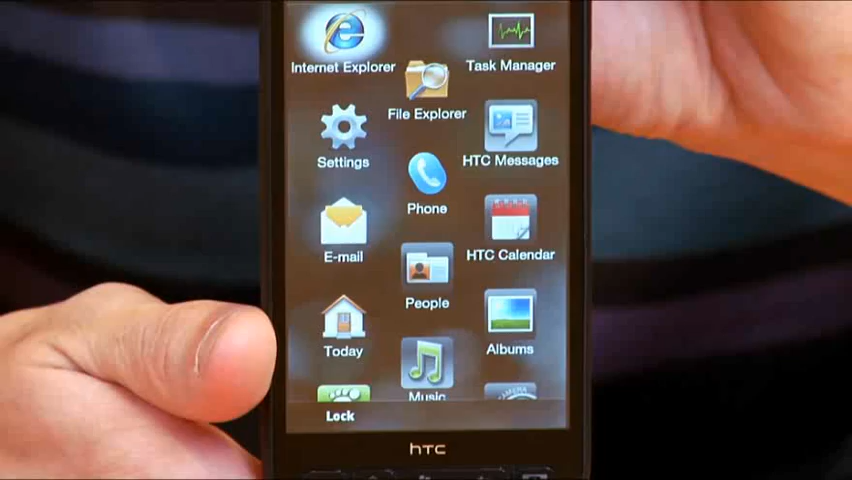 Internet Explorer
Task Manager
File Explorer
Settings
HTC Messages
Phone
E-mail
HTC Calendar
People
Today
Albums
Music
Lock
hTC